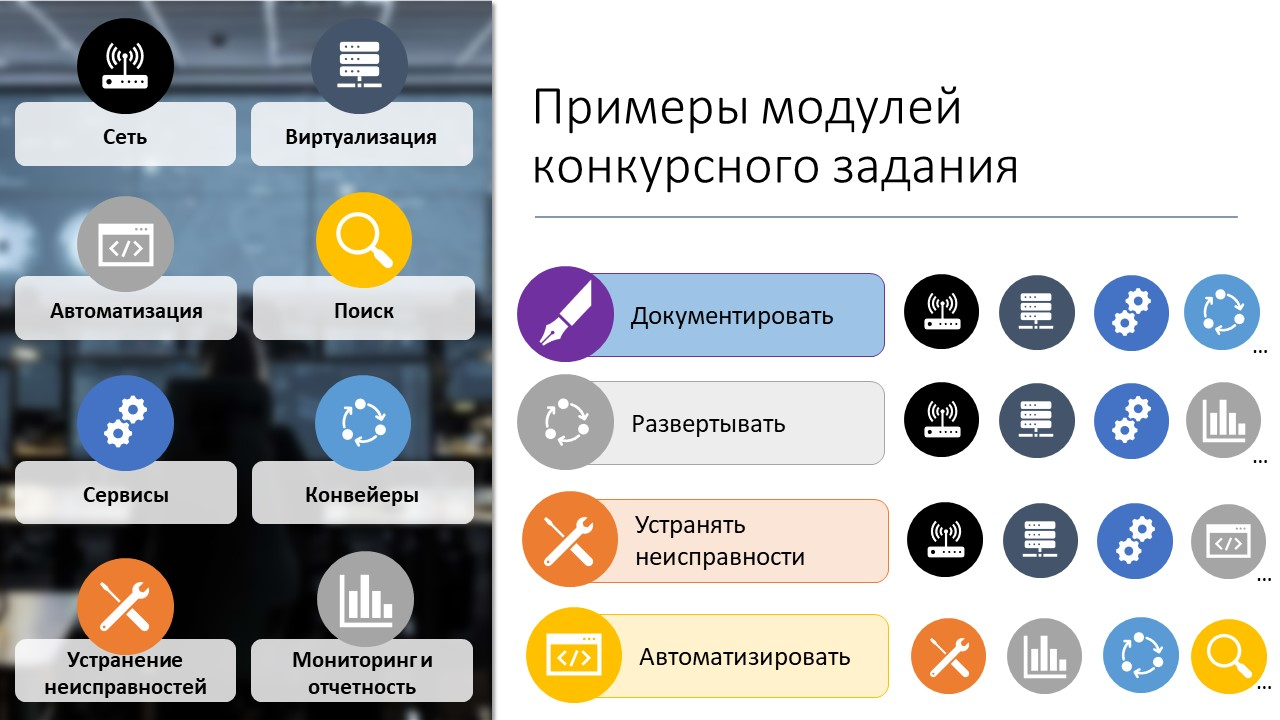 Сеть
Виртуализация
Автоматизация
Поиск
Сервисы
Конвейеры
Устранение
неисправностей
Мониторинг и
отчетность
Примеры модулей
конкурсного задания
Документировать
...
Развертывать
...
Устранять
неисправности
...
Автоматизировать
...